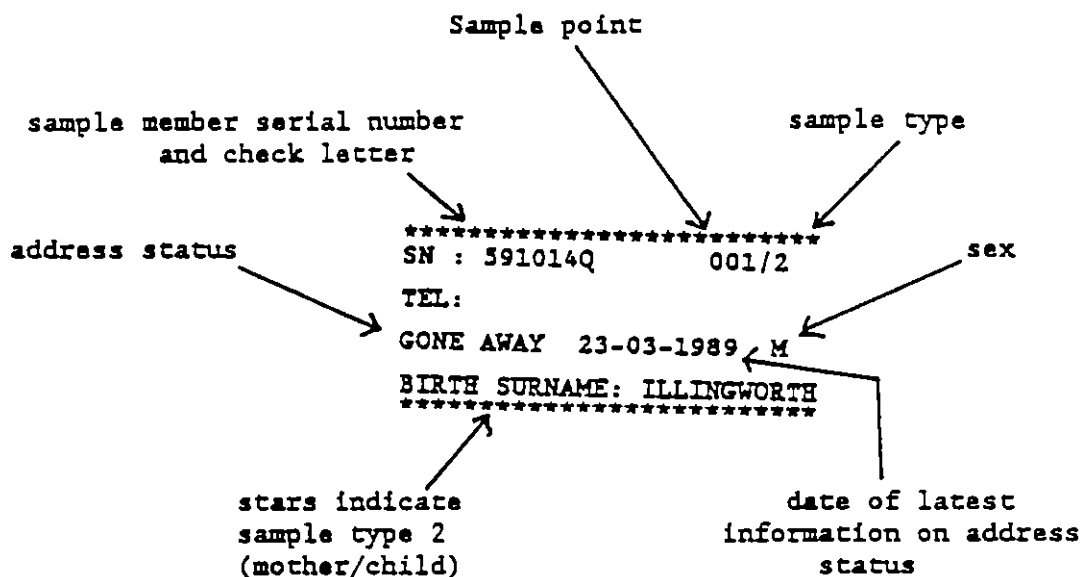 Sample point
sample member serial number
and check letter
sample type
address status
sex
**************************
SN : 591014Q 001/2
TEL:
GONE AWAY 23-03-1989 M
BIRTH SURNAME: ILLINGWORTH
**************************
stars indicate
sample type 2
(mother/child)
date of latest
information on address
status